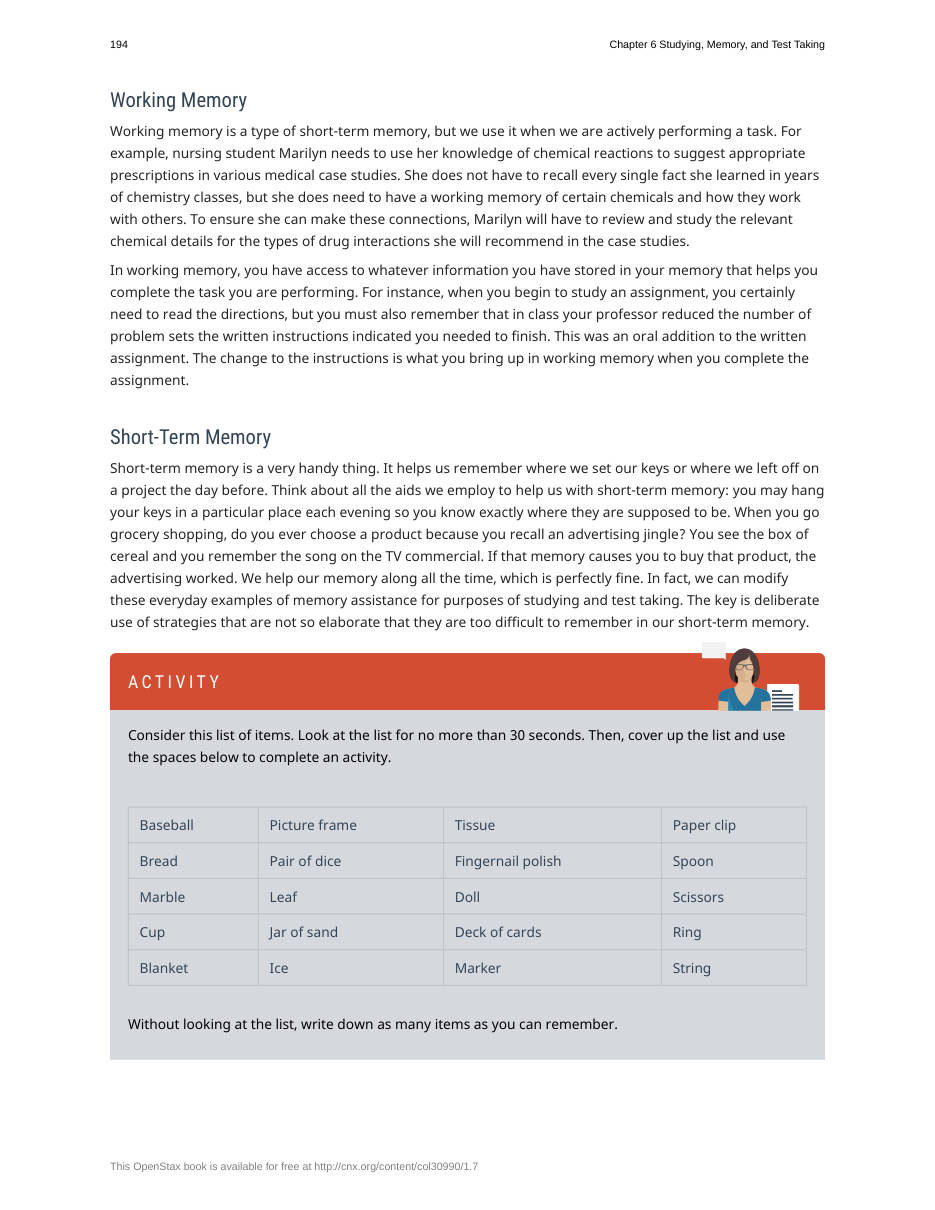 194
Chapter 6 Studying, Memory, and Test Taking
Working Memory
Working memory is a type of short-term memory, but we use it when we are actively performing a task. For
example, nursing student Marilyn needs to use her knowledge of chemical reactions to suggest appropriate
prescriptions in various medical case studies. She does not have to recall every single fact she learned in years
of chemistry classes, but she does need to have a working memory of certain chemicals and how they work
with others. To ensure she can make these connections, Marilyn will have to review and study the relevant
chemical details for the types of drug interactions she will recommend in the case studies.
In working memory, you have access to whatever information you have stored in your memory that helps you
complete the task you are performing. For instance, when you begin to study an assignment, you certainly
need to read the directions, but you must also remember that in class your professor reduced the number of
problem sets the written instructions indicated you needed to finish. This was an oral addition to the written
assignment. The change to the instructions is what you bring up in working memory when you complete the
assignment.
Short-Term Memory
Short-term memory is a very handy thing. It helps us remember where we set our keys or where we left off on
a project the day before. Think about all the aids we employ to help us with short-term memory: you may hang
your keys in a particular place each evening so you know exactly where they are supposed to be. When you go
grocery shopping, do you ever choose a product because you recall an advertising jingle? You see the box of
cereal and you remember the song on the TV commercial. If that memory causes you to buy that product, the
advertising worked. We help our memory along all the time, which is perfectly fine. In fact, we can modify
these everyday examples of memory assistance for purposes of studying and test taking. The key is deliberate
use of strategies that are not so elaborate that they are too difficult to remember in our short-term memory.
ACTIVITY
Consider this list of items. Look at the list for no more than 30 seconds. Then, cover up the list and use
the spaces below to complete an activity.
Baseball Picture frame Tissue Paper clip
Bread Pair of dice Fingernail polish Spoon
Marble Leaf Doll Scissors
Cup Jar of sand Deck of cards Ring
Blanket Ice Marker String
Without looking at the list, write down as many items as you can remember.
This OpenStax book is available for free at http://cnx.org/content/col30990/1.7